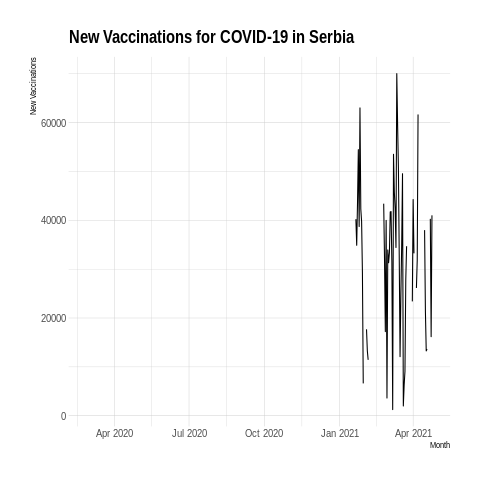 New Vaccinations for COVID-19 in Serbia
New Vaccinations
60000
40000
20000
0
Apr 2020 Jul 2020 Oct 2020 Jan 2021 Apr 2021
Month